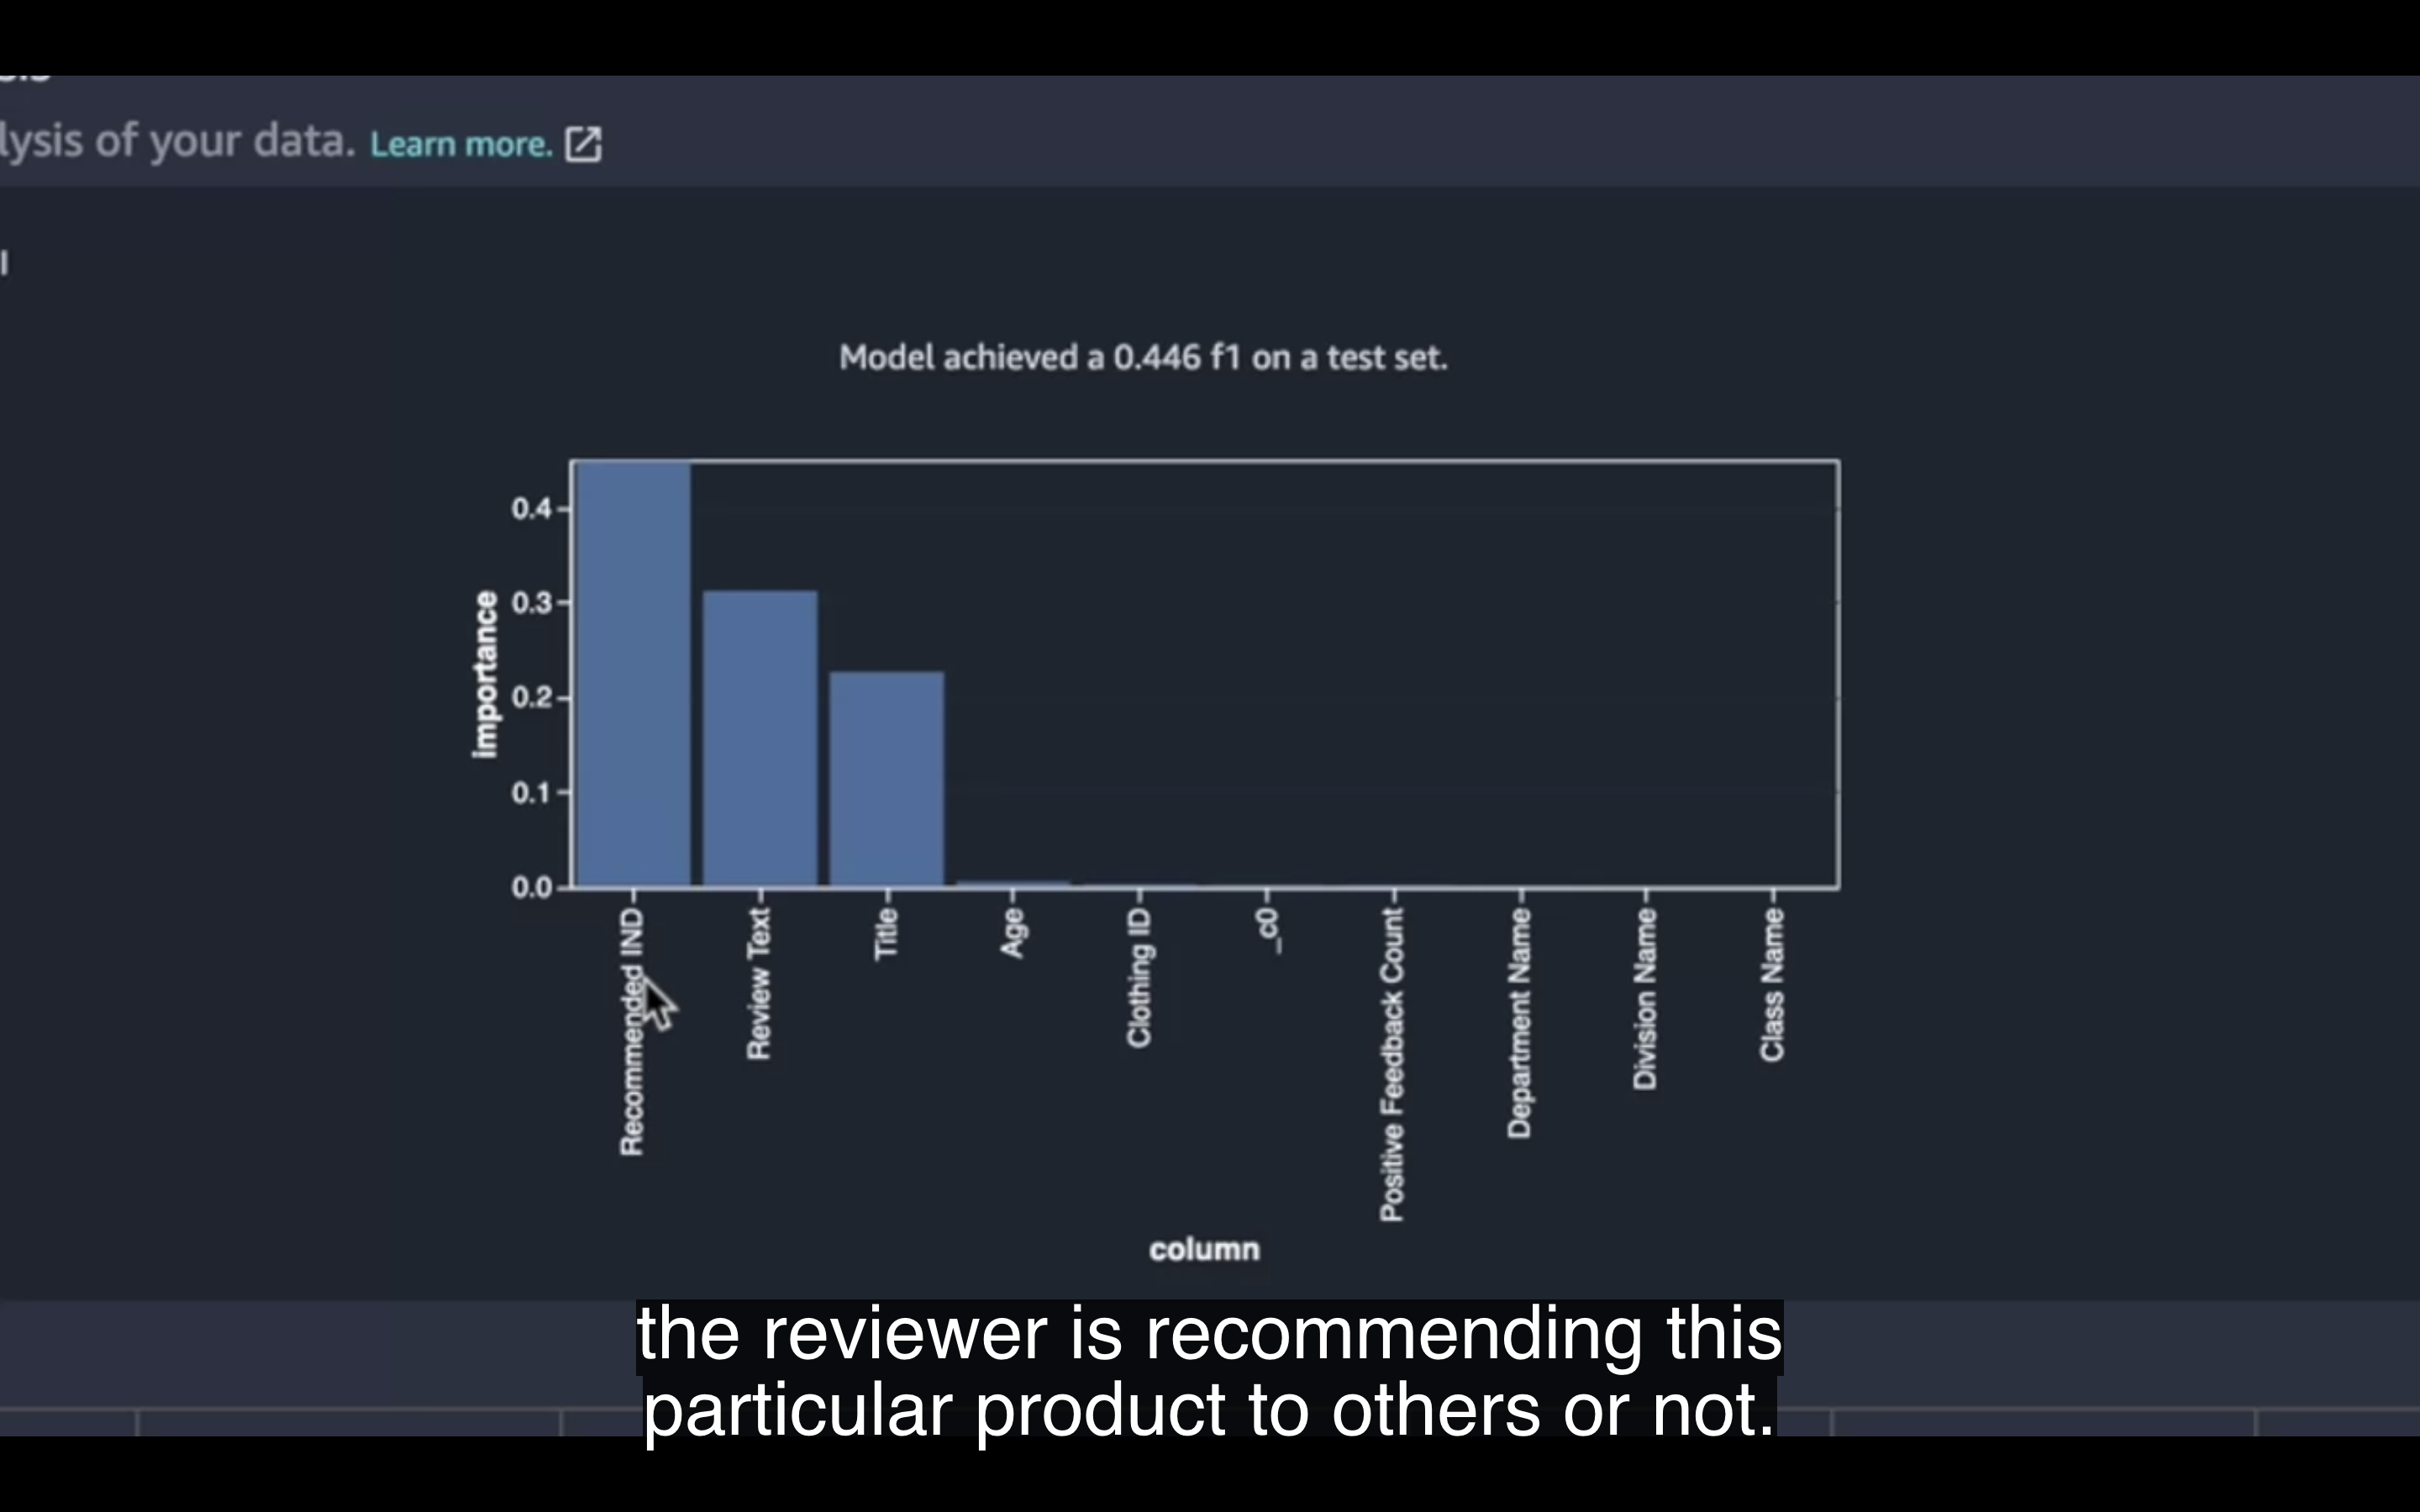 lysis of your data. Learn more.
Model achieved a 0.446 f1 on a test set.
importance
0.4
0.3
0.2
0.1
0.0
Recommended IND
Review Text
Title
Age
Clothing ID
_c0
Positive Feedback Count
Department Name
Division Name
Class Name
column
the reviewer is recommending this
particular product to others or not.